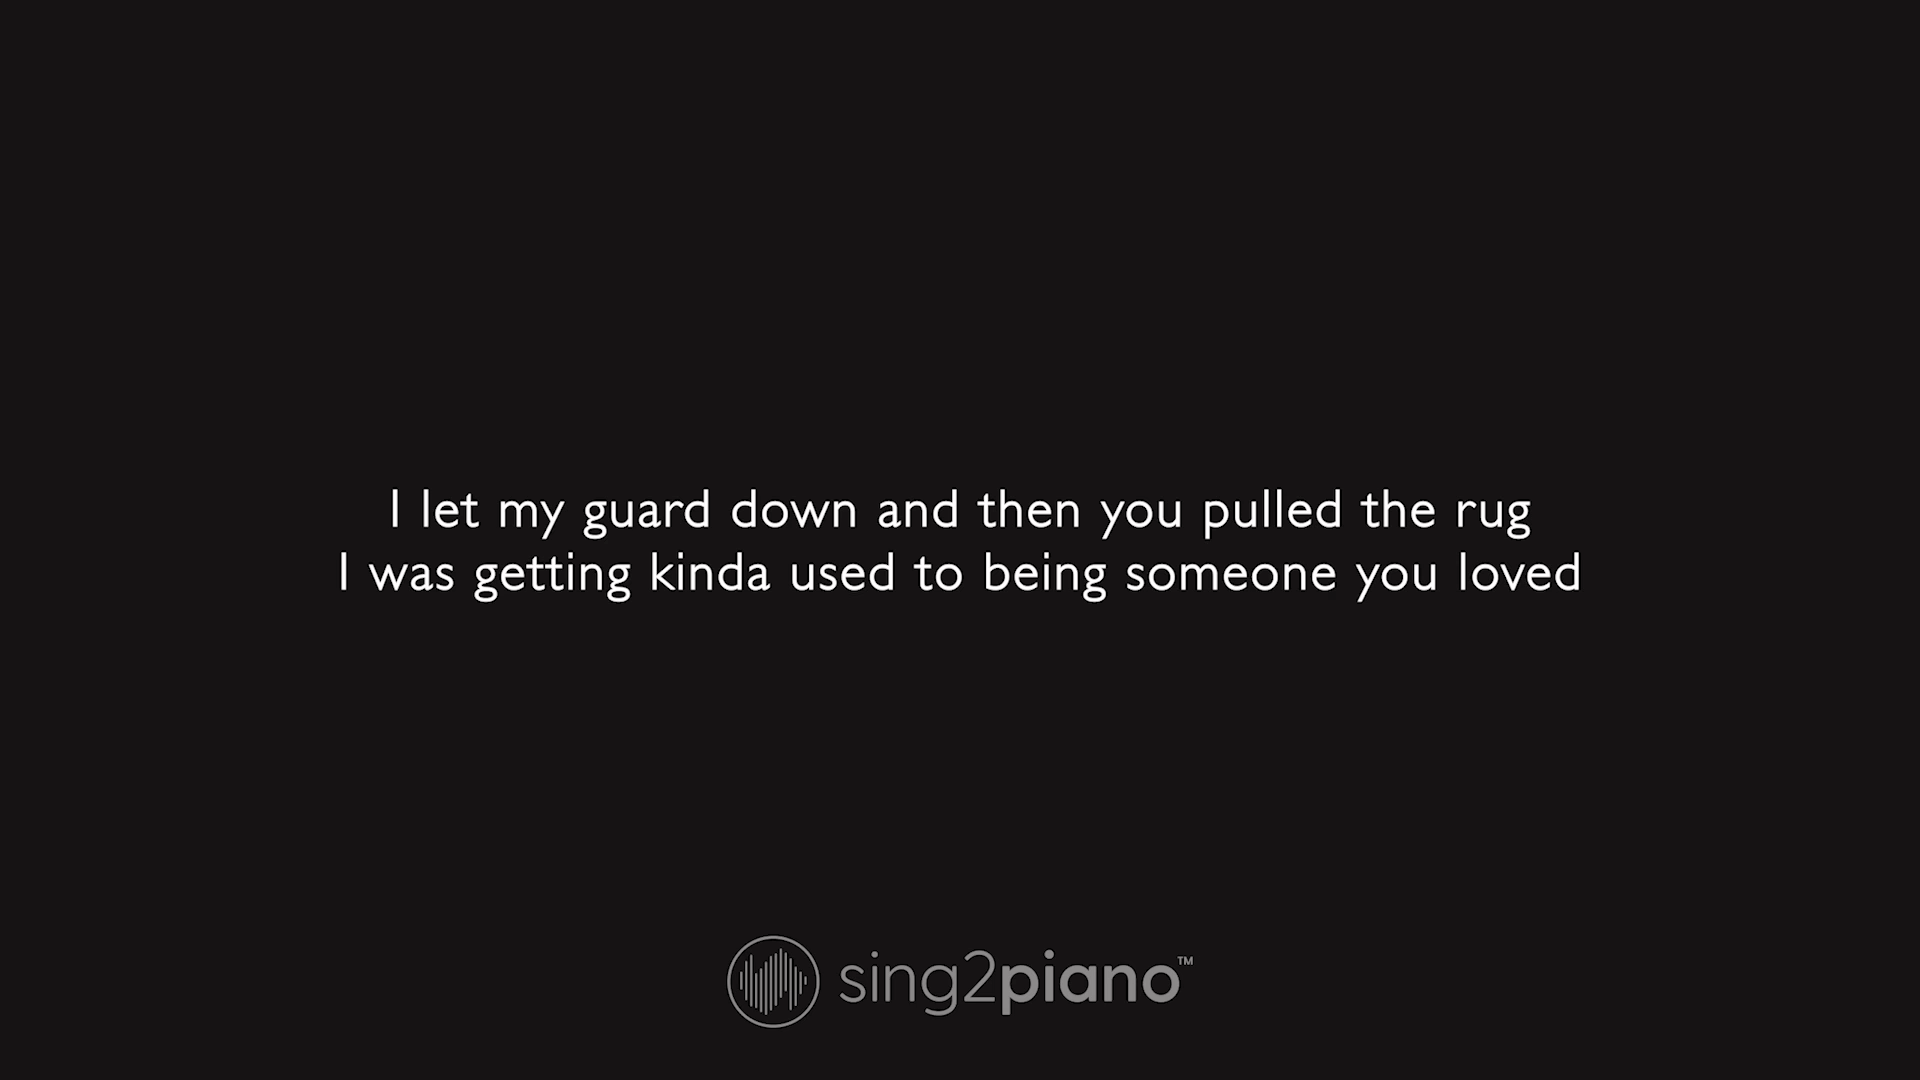 I let my guard down and then you pulled the rug
I was getting kinda used to being someone you loved
sing2piano™